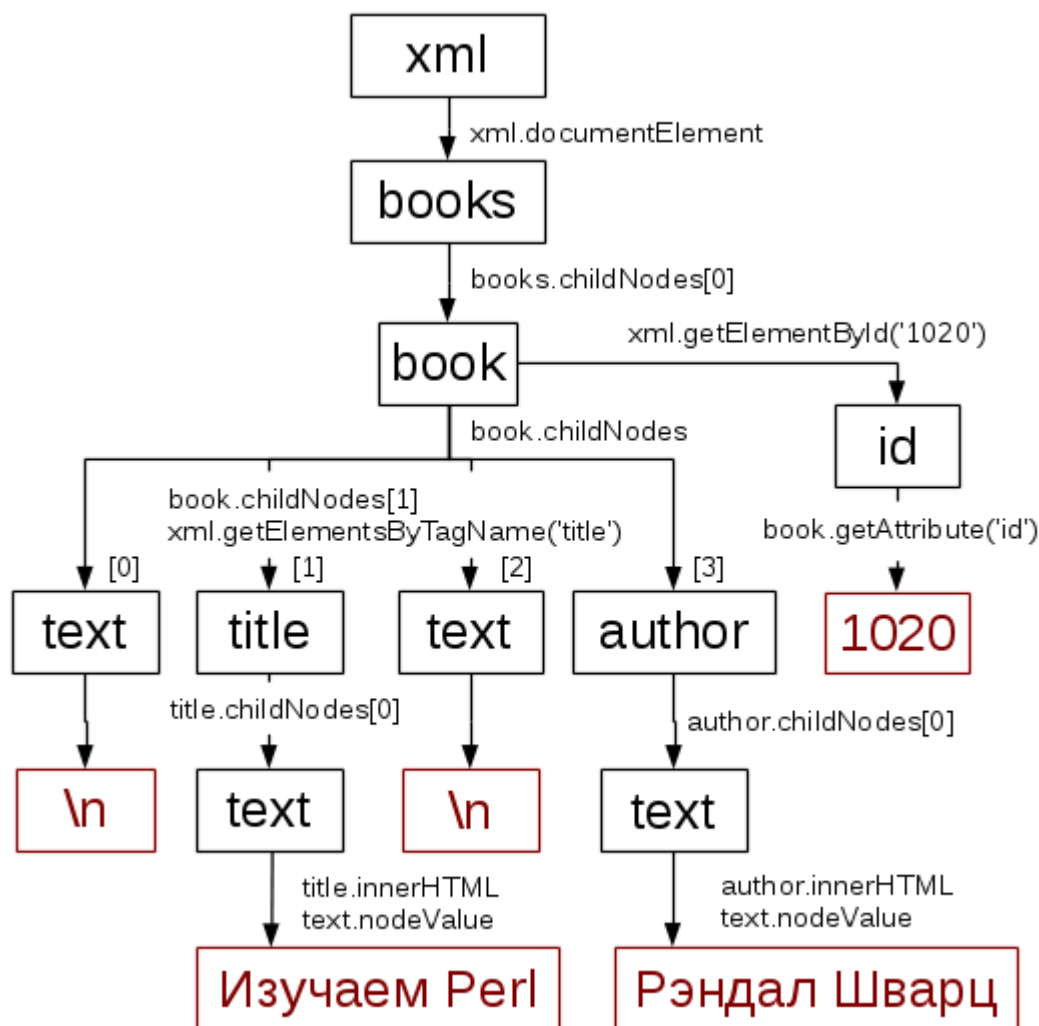 xml
xml.documentElement
books
books.childNodes[0]
xml.getElementById('1020')
book
book.childNodes
id
book.childNodes[1]
xml.getElementsByTagName('title')
book.getAttribute('id')
[0]
[1]
[2]
[3]
text
title
text
author
1020
title.childNodes[0]
author.childNodes[0]
\n
text
\n
text
title.innerHTML
text.nodeValue
author.innerHTML
text.nodeValue
Изучаем Perl
Рэндал Шварц